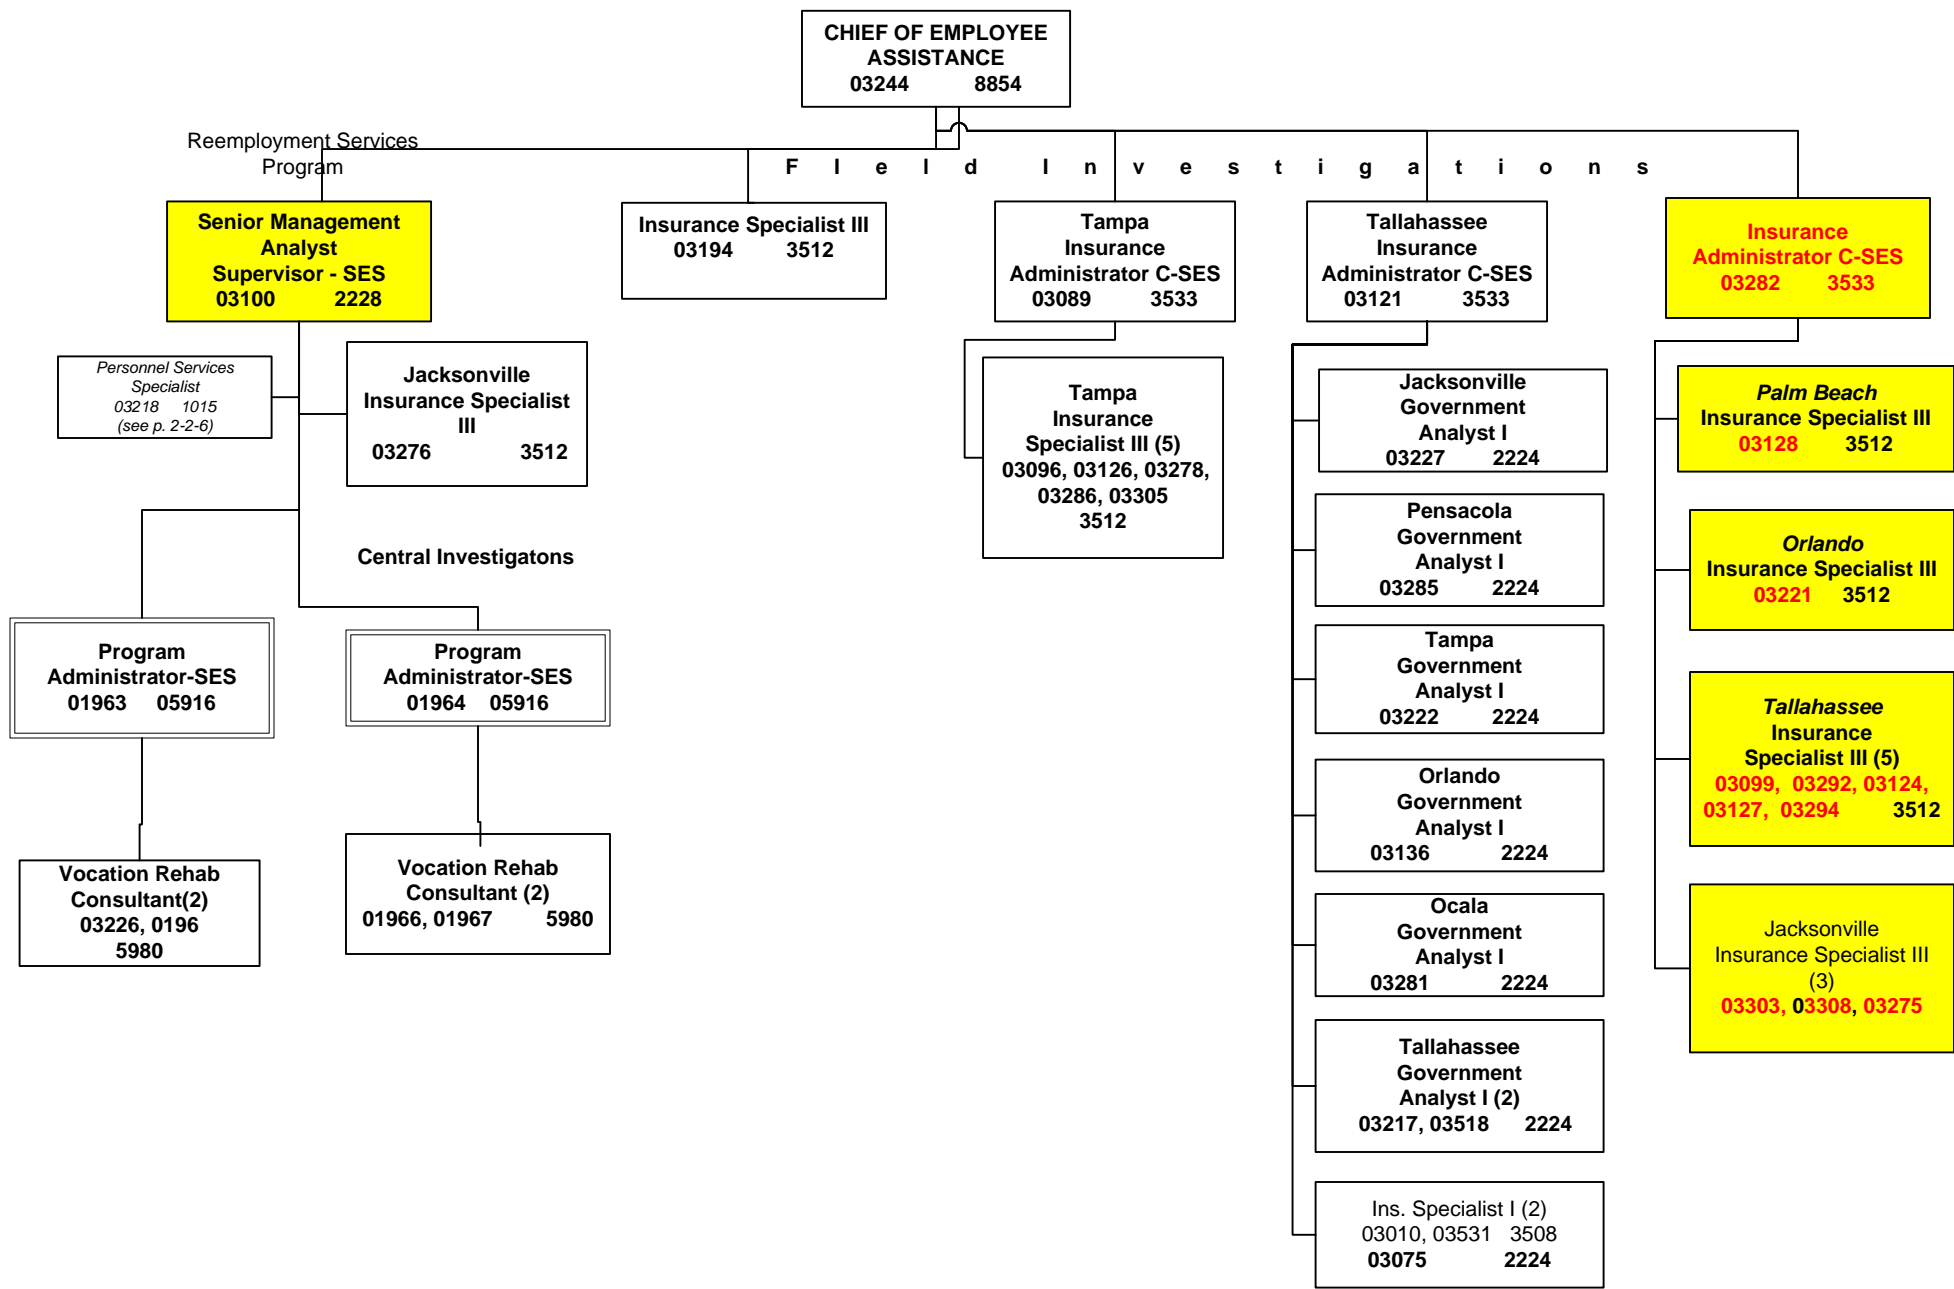 CHIEF OF EMPLOYEE
ASSISTANCE
03244 8854
Reemployment Services
Program
F I e l d I n v e s t i g a t i o n s
Senior Management
Analyst
Supervisor - SES
03100 2228
Insurance Specialist III
03194 3512
Tampa
Insurance
Administrator C-SES
03089 3533
Tallahassee
Insurance
Administrator C-SES
03121 3533
Insurance
Administrator C-SES
03282 3533
Personnel Services
Specialist
03218 1015
(see p. 2-2-6)
Jacksonville
Insurance Specialist
III
03276 3512
Central Investigatons
Program
Administrator-SES
01963 05916
Program
Administrator-SES
01964 05916
Vocation Rehab
Consultant(2)
03226, 0196
5980
Vocation Rehab
Consultant (2)
01966, 01967 5980
Tampa
Insurance
Specialist III (5)
03096, 03126, 03278,
03286, 03305
3512
Jacksonville
Government
Analyst I
03227 2224
Pensacola
Government
Analyst I
03285 2224
Tampa
Government
Analyst I
03222 2224
Orlando
Government
Analyst I
03136 2224
Ocala
Government
Analyst I
03281 2224
Tallahassee
Government
Analyst I (2)
03217, 03518 2224
Ins. Specialist I (2)
03010, 03531 3508
03075 2224
Palm Beach
Insurance Specialist III
03128 3512
Orlando
Insurance Specialist III
03221 3512
Tallahassee
Insurance
Specialist III (5)
03099, 03292, 03124,
03127, 03294 3512
Jacksonville
Insurance Specialist III
(3)
03303, 03308, 03275